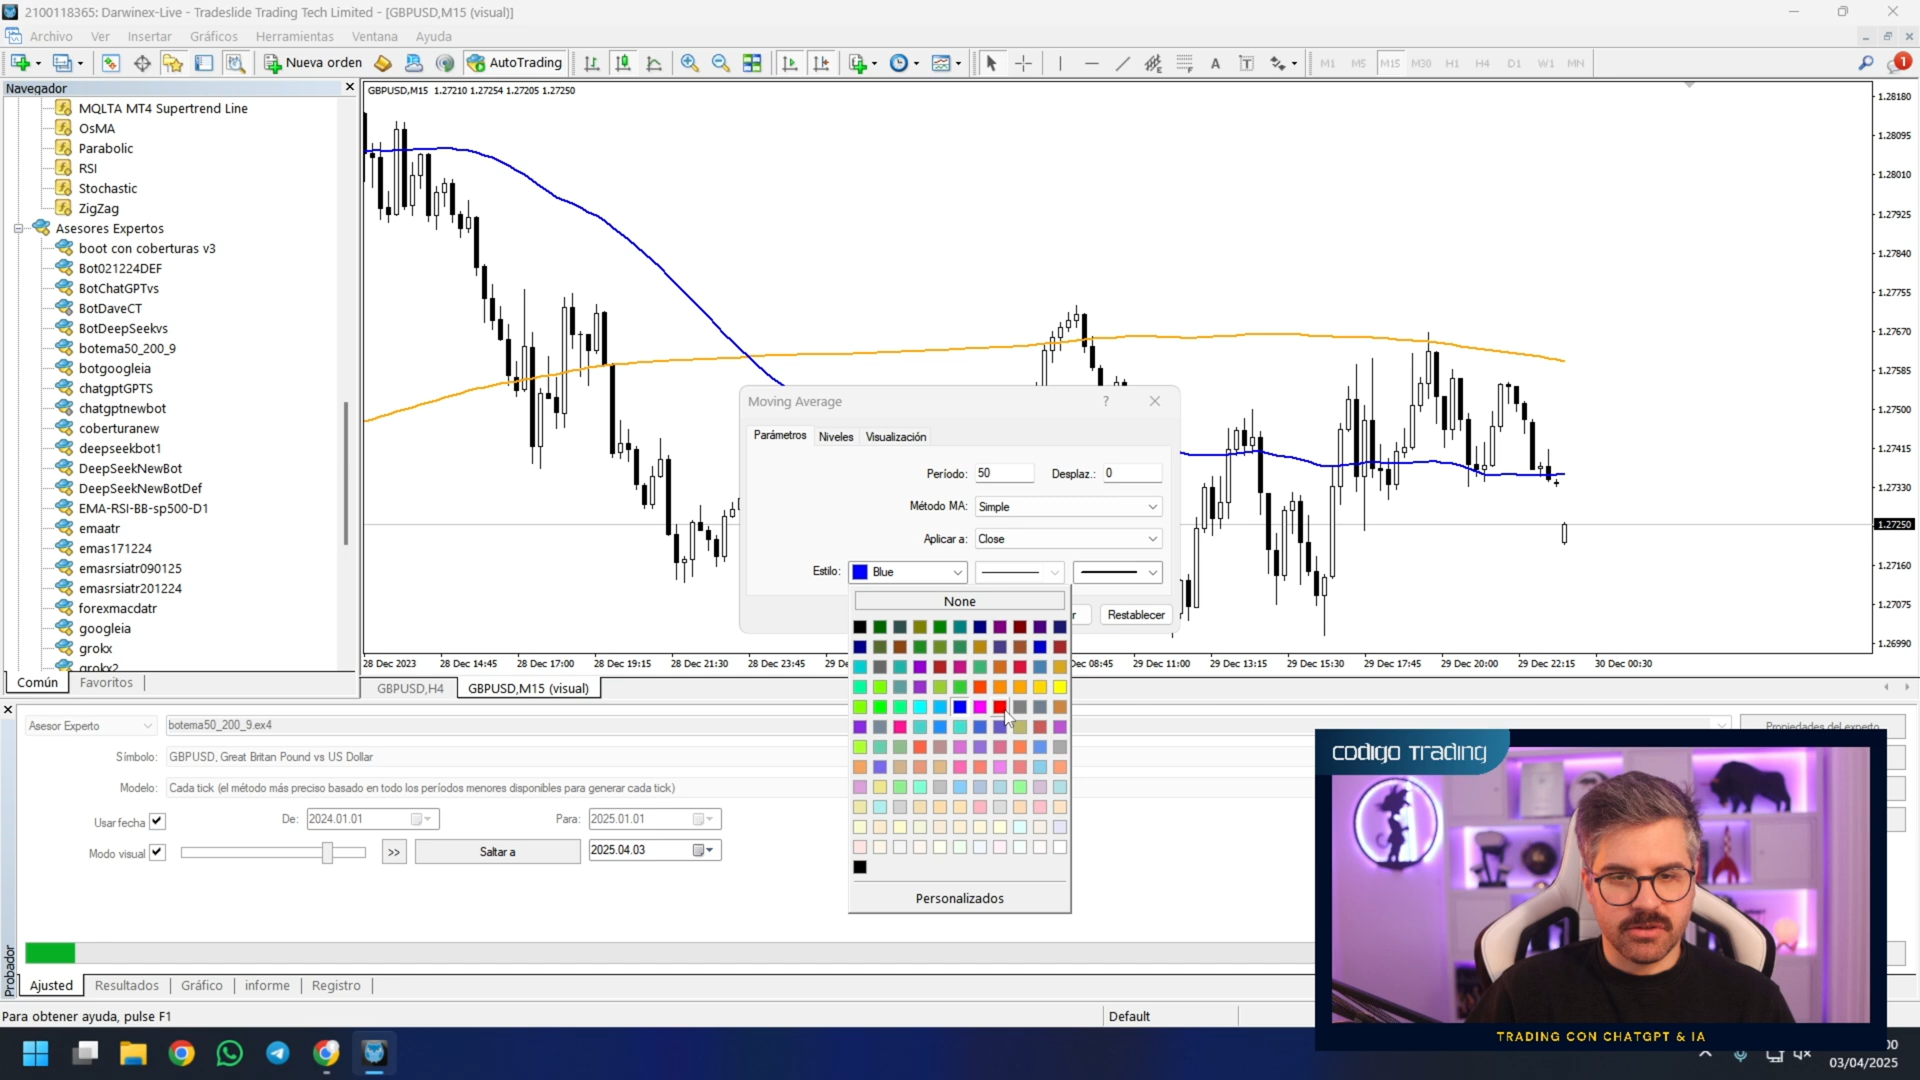 2100118365: Darwinex-Live - Tradeslide Trading Tech Limited - [GBPUSD,M15 (visual)]
Archivo Ver Insertar Gráficos Herramientas Ventana Ayuda
Nueva orden AutoTrading A T M1 M5 M15 M30 H1 H4 D1 W1 MN 1
Navegador
MQLTA MT4 Supertrend Line
OsMA
Parabolic
RSI
Stochastic
ZigZag
Asesores Expertos
boot con coberturas v3
Bot021224DEF
BotChatGPTvs
BotDaveCT
BotDeepSeekvs
botema50_200_9
botgoogleia
chatgptGPTS
chatgptnewbot
coberturanew
deepseekbot1
DeepSeekNewBot
DeepSeekNewBotDef
EMA-RSI-BB-sp500-D1
emaatr
emas171224
emasrsiatr090125
emasrsiatr201224
forexmacdatr
googleia
grokx
grokx2
Común Favoritos
GBPUSD,M15 1.27210 1.27254 1.27205 1.27250
1.28180
1.28095
1.28010
1.27925
1.27840
1.27755
1.27670
1.27585
1.27500
1.27415
1.27330
1.27250
1.27160
1.27075
1.26990
28 Dec 2023 28 Dec 14:45 28 Dec 17:00 28 Dec 19:15 28 Dec 21:30 28 Dec 23:45 29 De Dec 08:45 29 Dec 11:00 29 Dec 13:15 29 Dec 15:30 29 Dec 17:45 29 Dec 20:00 29 Dec 22:15 30 Dec 00:30
GBPUSD,H4 GBPUSD,M15 (visual)
Moving Average ?
Parámetros Niveles Visualización
Período: 50 Desplaz.: 0
Método MA: Simple
Aplicar a: Close
Estilo: Blue
None
r Restablecer
Personalizados
Asesor Experto botema50_200_9.ex4 Propiedades del experto
Símbolo: GBPUSD, Great Britan Pound vs US Dollar
Modelo: Cada tick (el método más preciso basado en todo los períodos menores disponibles para generar cada tick)
Usar fecha De: 2024.01.01 Para: 2025.01.01
Modo visual >> Saltar a 2025.04.03
Probador
Ajusted Resultados Gráfico informe Registro
Para obtener ayuda, pulse F1 Default
codigo Trading
TRADING CON CHATGPT & IA
00
03/04/2025